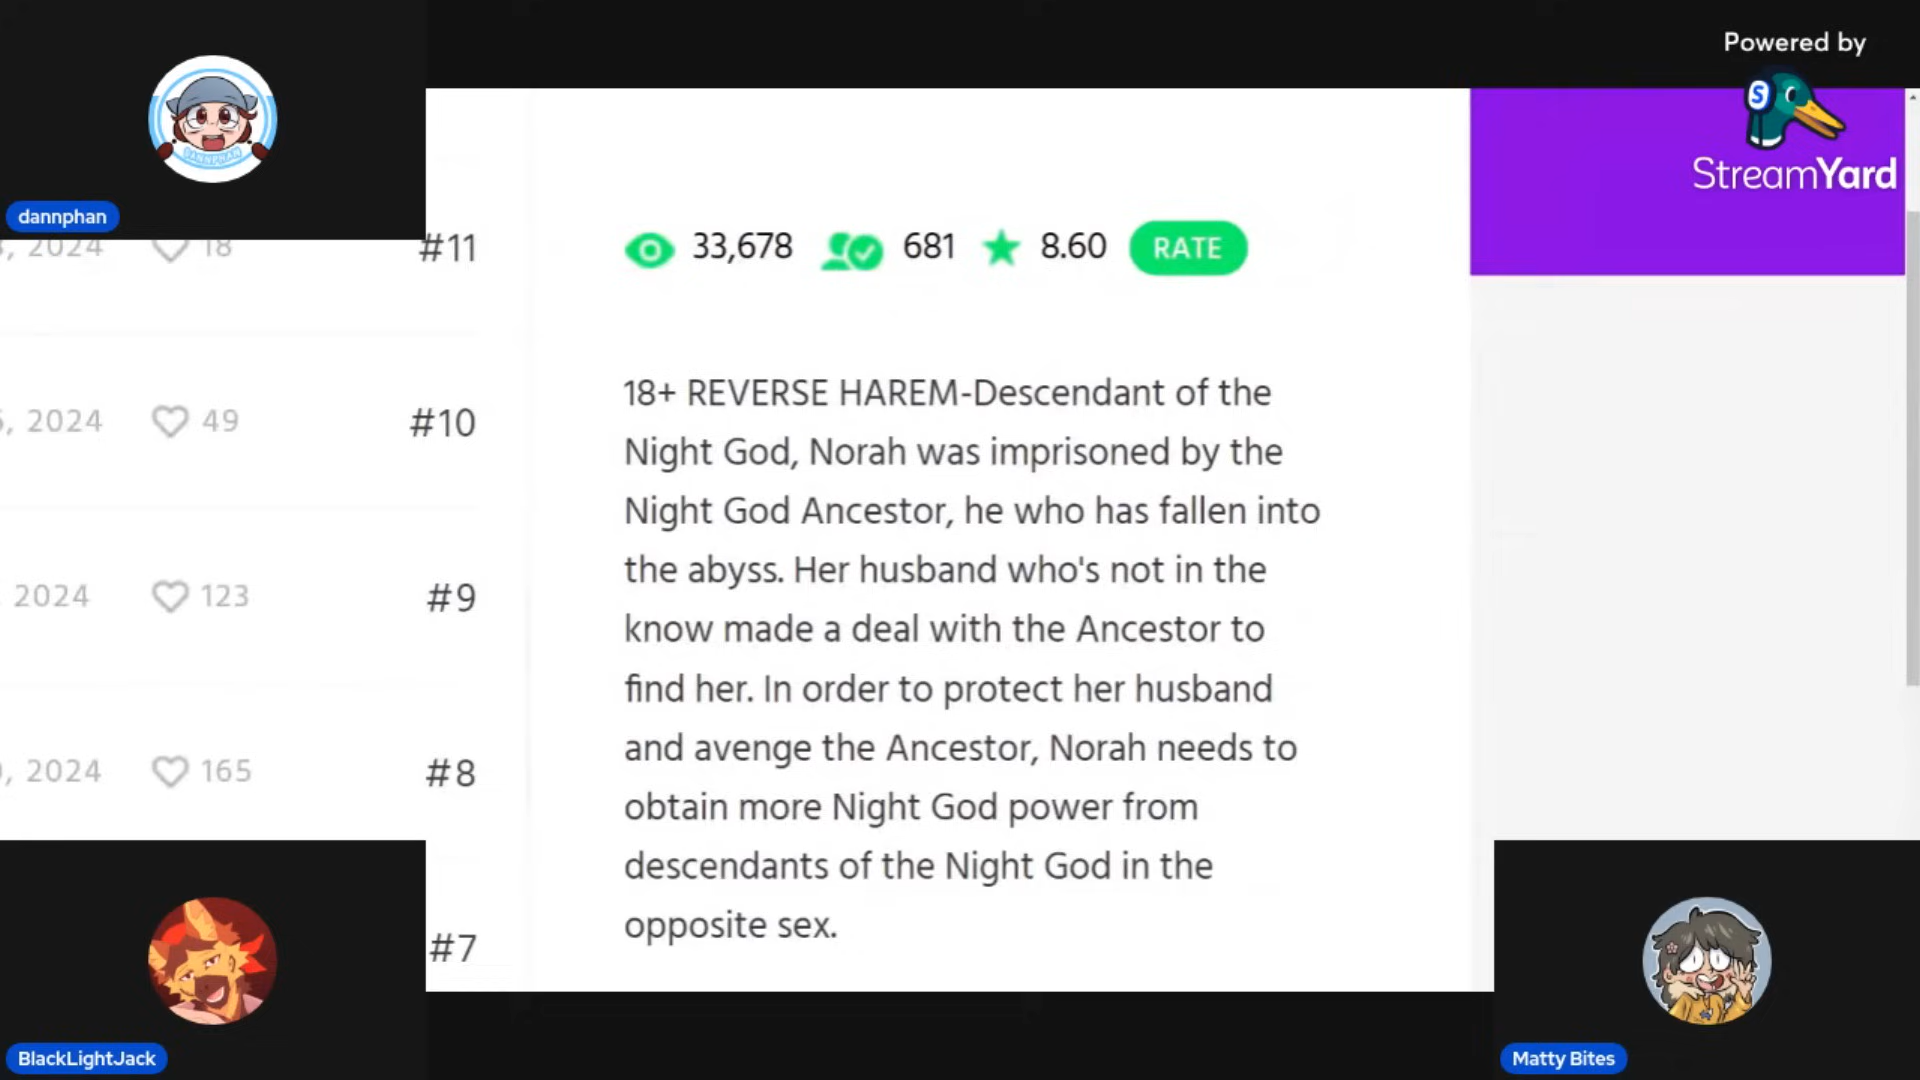 Powered by
StreamYard
DANNPHAN
dannphan
, 2024 18 #11
33,678 681 8.60 RATE
18+ REVERSE HAREM-Descendant of the
Night God, Norah was imprisoned by the
Night God Ancestor, he who has fallen into
the abyss. Her husband who's not in the
know made a deal with the Ancestor to
find her. In order to protect her husband
and avenge the Ancestor, Norah needs to
obtain more Night God power from
descendants of the Night God in the
opposite sex.
, 2024 49 #10
2024 123 #9
, 2024 165 #8
#7
BlackLightJack
Matty Bites